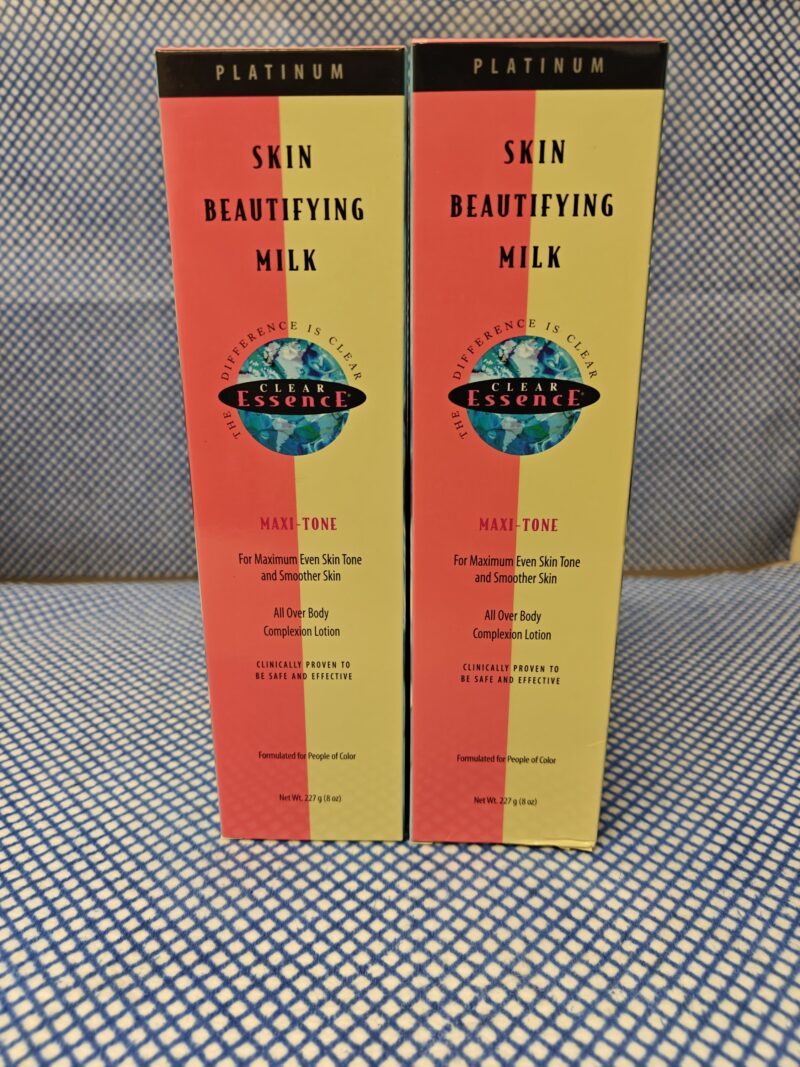 PLATINUM
SKIN
BEAUTIFYING
MILK
THE DIFFERENCE IS CLEAR
CLEAR
ESSENCE®
MAXI-TONE
For Maximum Even Skin Tone
and Smoother Skin
All Over Body
Complexion Lotion
CLINICALLY PROVEN TO
BE SAFE AND EFFECTIVE
Formulated for People of Color
Net Wt. 227 g (8 oz)
PLATINUM
SKIN
BEAUTIFYING
MILK
THE DIFFERENCE IS CLEAR
CLEAR
ESSENCE®
MAXI-TONE
For Maximum Even Skin Tone
and Smoother Skin
All Over Body
Complexion Lotion
CLINICALLY PROVEN TO
BE SAFE AND EFFECTIVE
Formulated for People of Color
Net Wt. 227 g (8 oz)